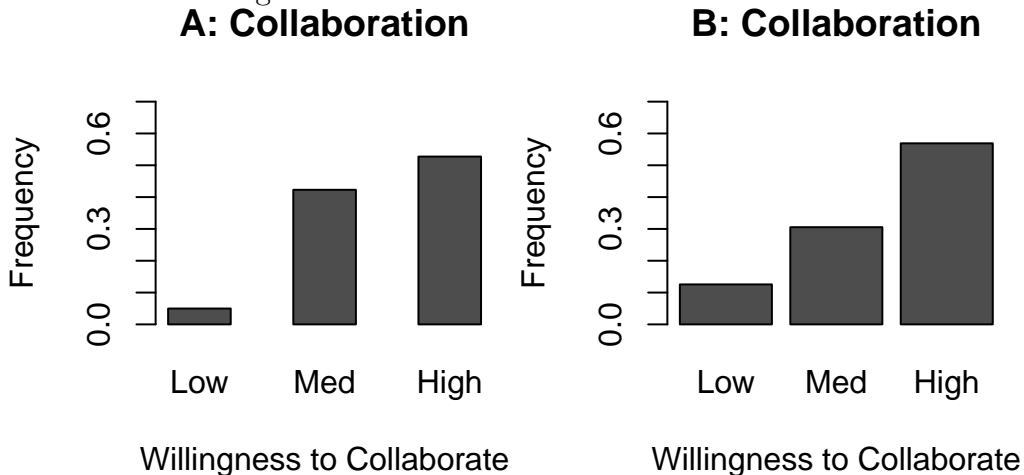 A: Collaboration
Frequency
0.6
0.3
0.0
Low Med High
Willingness to Collaborate
B: Collaboration
Frequency
0.6
0.3
0.0
Low Med High
Willingness to Collaborate